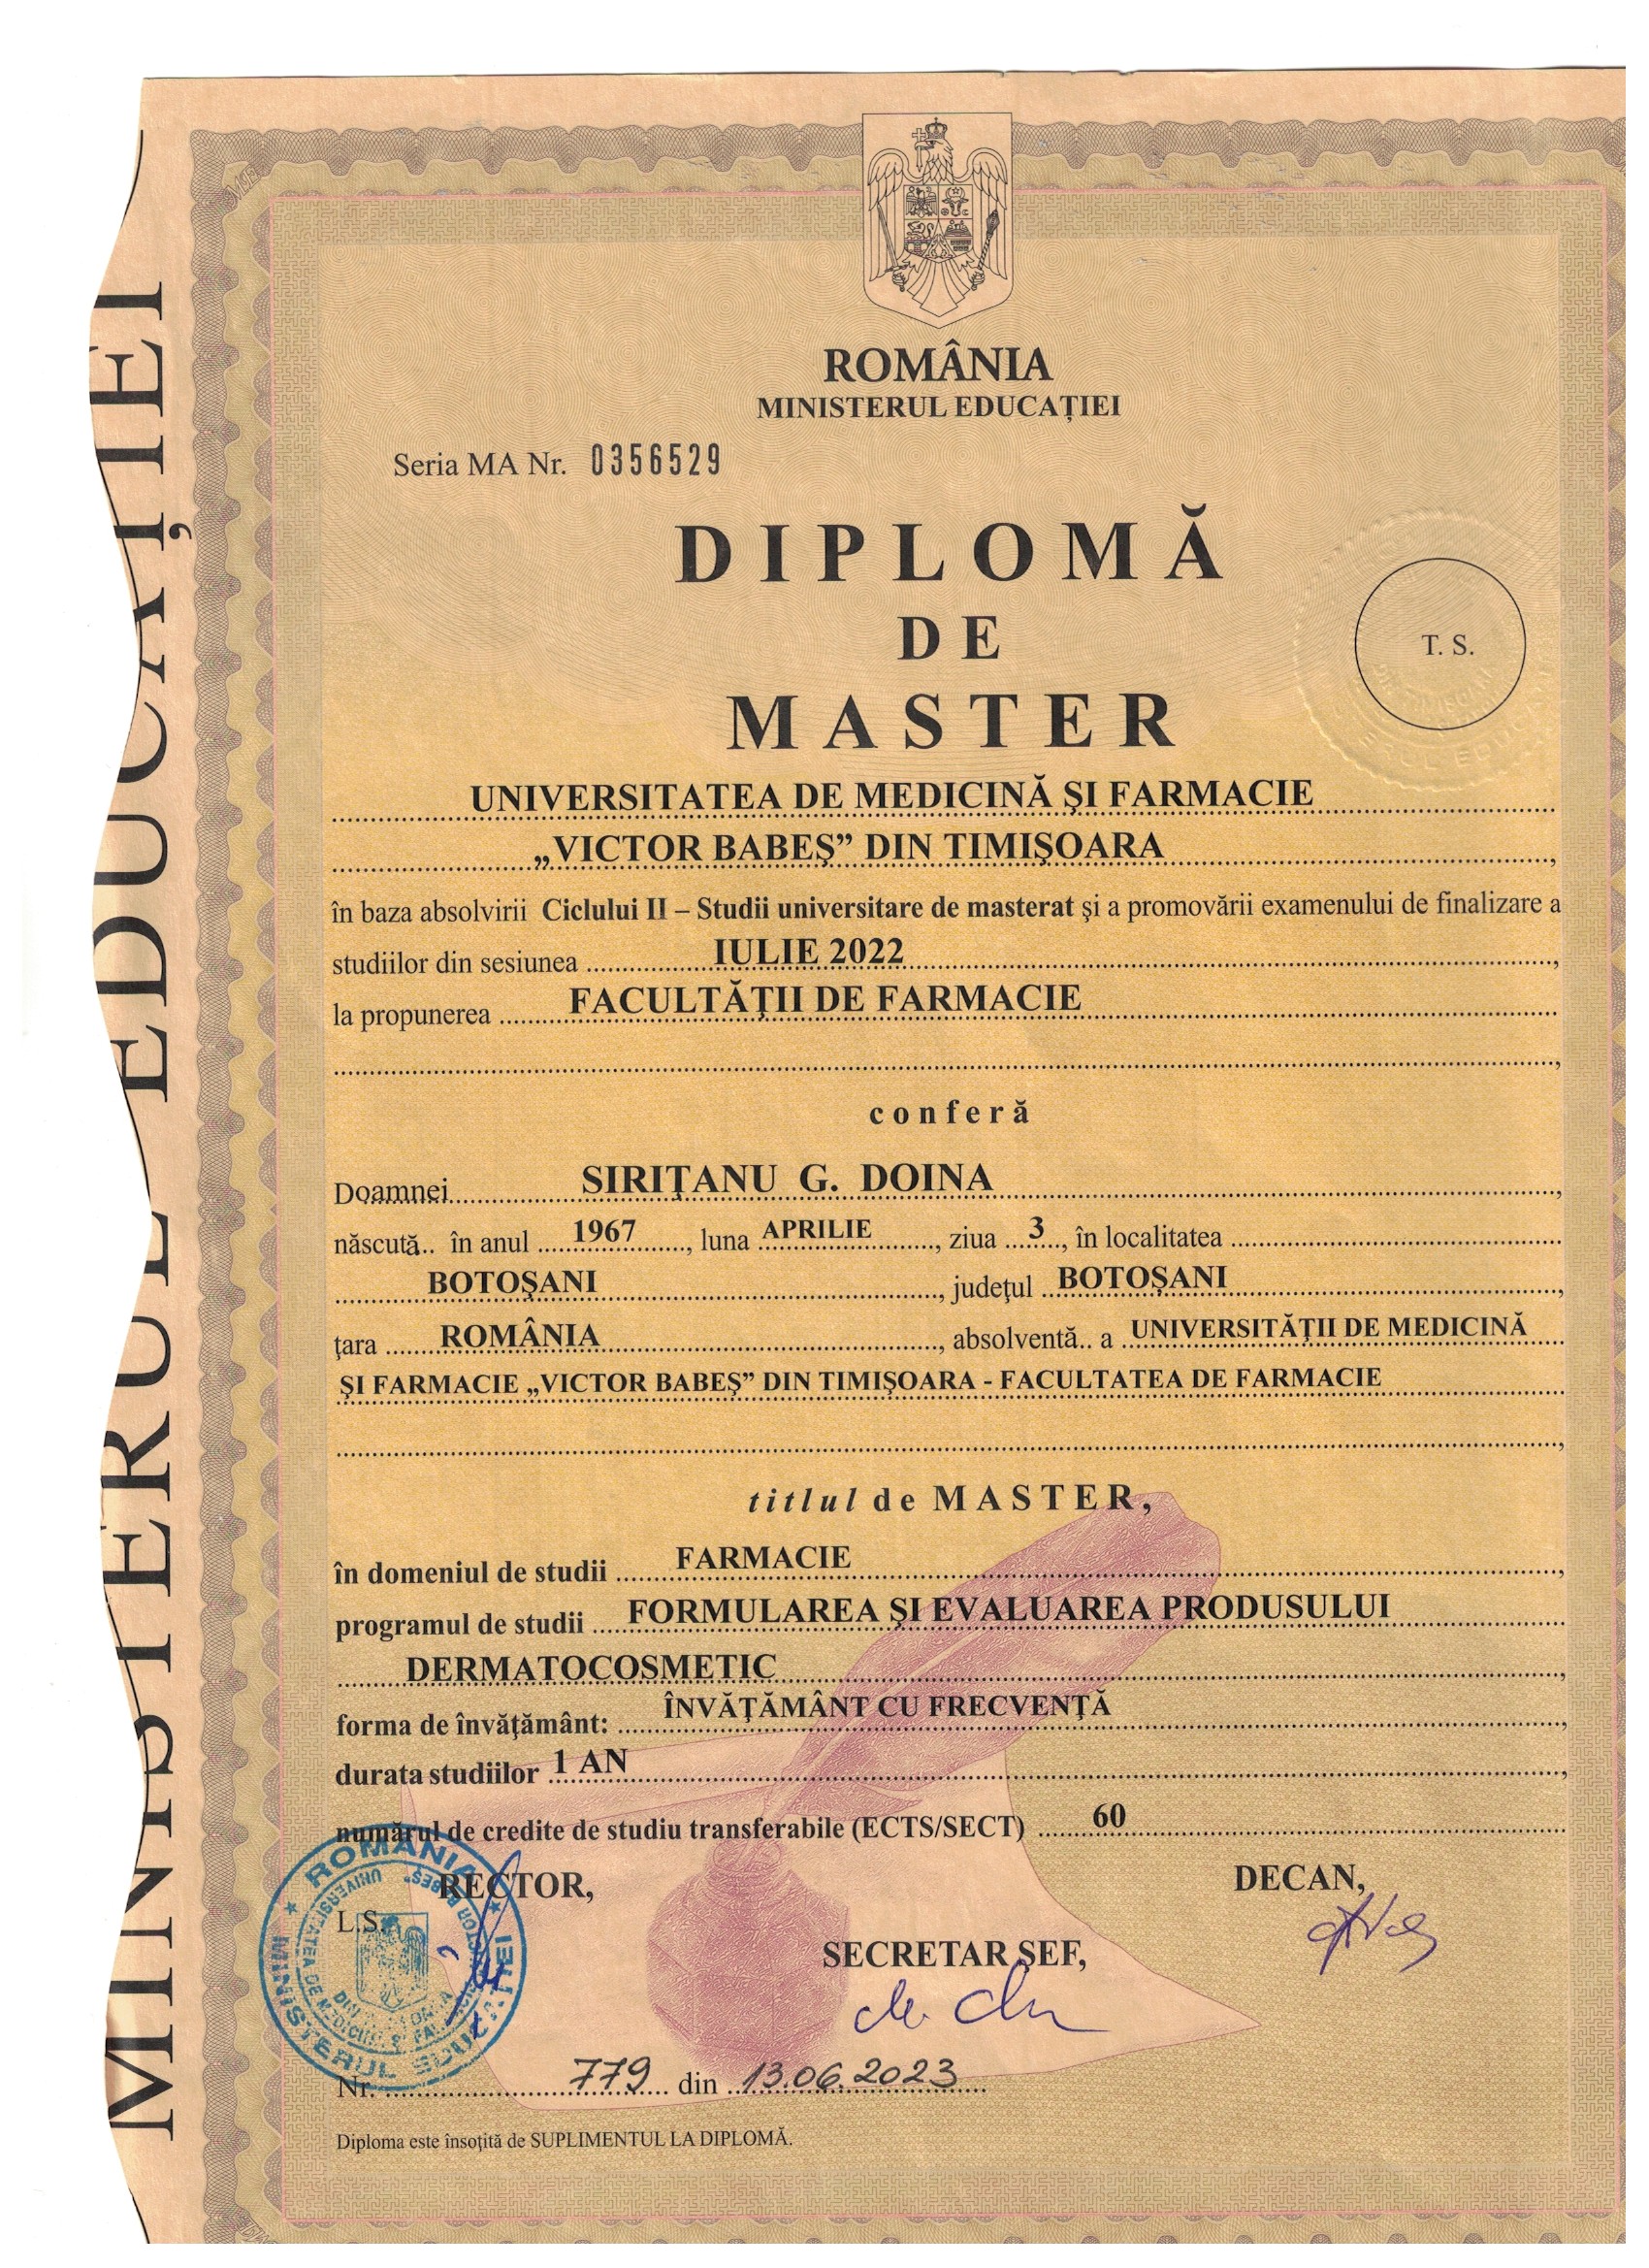 MINISTERUL EDUCAȚIEI
ROMÂNIA
MINISTERUL EDUCAȚIEI
Seria MA Nr. 0356529
DIPLOMĂ
DE
MASTER
T. S.
UNIVERSITATEA DE MEDICINĂ ŞI FARMACIE
„VICTOR BABEŞ” DIN TIMIŞOARA,
în baza absolvirii Ciclului II – Studii universitare de masterat şi a promovării examenului de finalizare a
studiilor din sesiunea IULIE 2022,
la propunerea FACULTĂŢII DE FARMACIE
,
conferă
Doamnei SIRIŢANU G. DOINA,
născută.. în anul 1967, luna APRILIE, ziua 3, în localitatea
BOTOŞANI, judeţul BOTOŞANI,
ţara ROMÂNIA, absolventă.. a UNIVERSITĂŢII DE MEDICINĂ
ŞI FARMACIE „VICTOR BABEŞ” DIN TIMIŞOARA - FACULTATEA DE FARMACIE
,
titlul de MASTER,
în domeniul de studii FARMACIE,
programul de studii FORMULAREA ŞI EVALUAREA PRODUSULUI
DERMATOCOSMETIC,
forma de învăţământ: ÎNVĂŢĂMÂNT CU FRECVENŢĂ,
durata studiilor 1 AN,
numărul de credite de studiu transferabile (ECTS/SECT) 60
RECTOR,
DECAN,
L.S.
SECRETAR ŞEF,
ROMÂNIA
MINISTERUL EDUCAȚIEI
Nr. 779 din 13.06.2023
Diploma este însoţită de SUPLIMENTUL LA DIPLOMĂ.